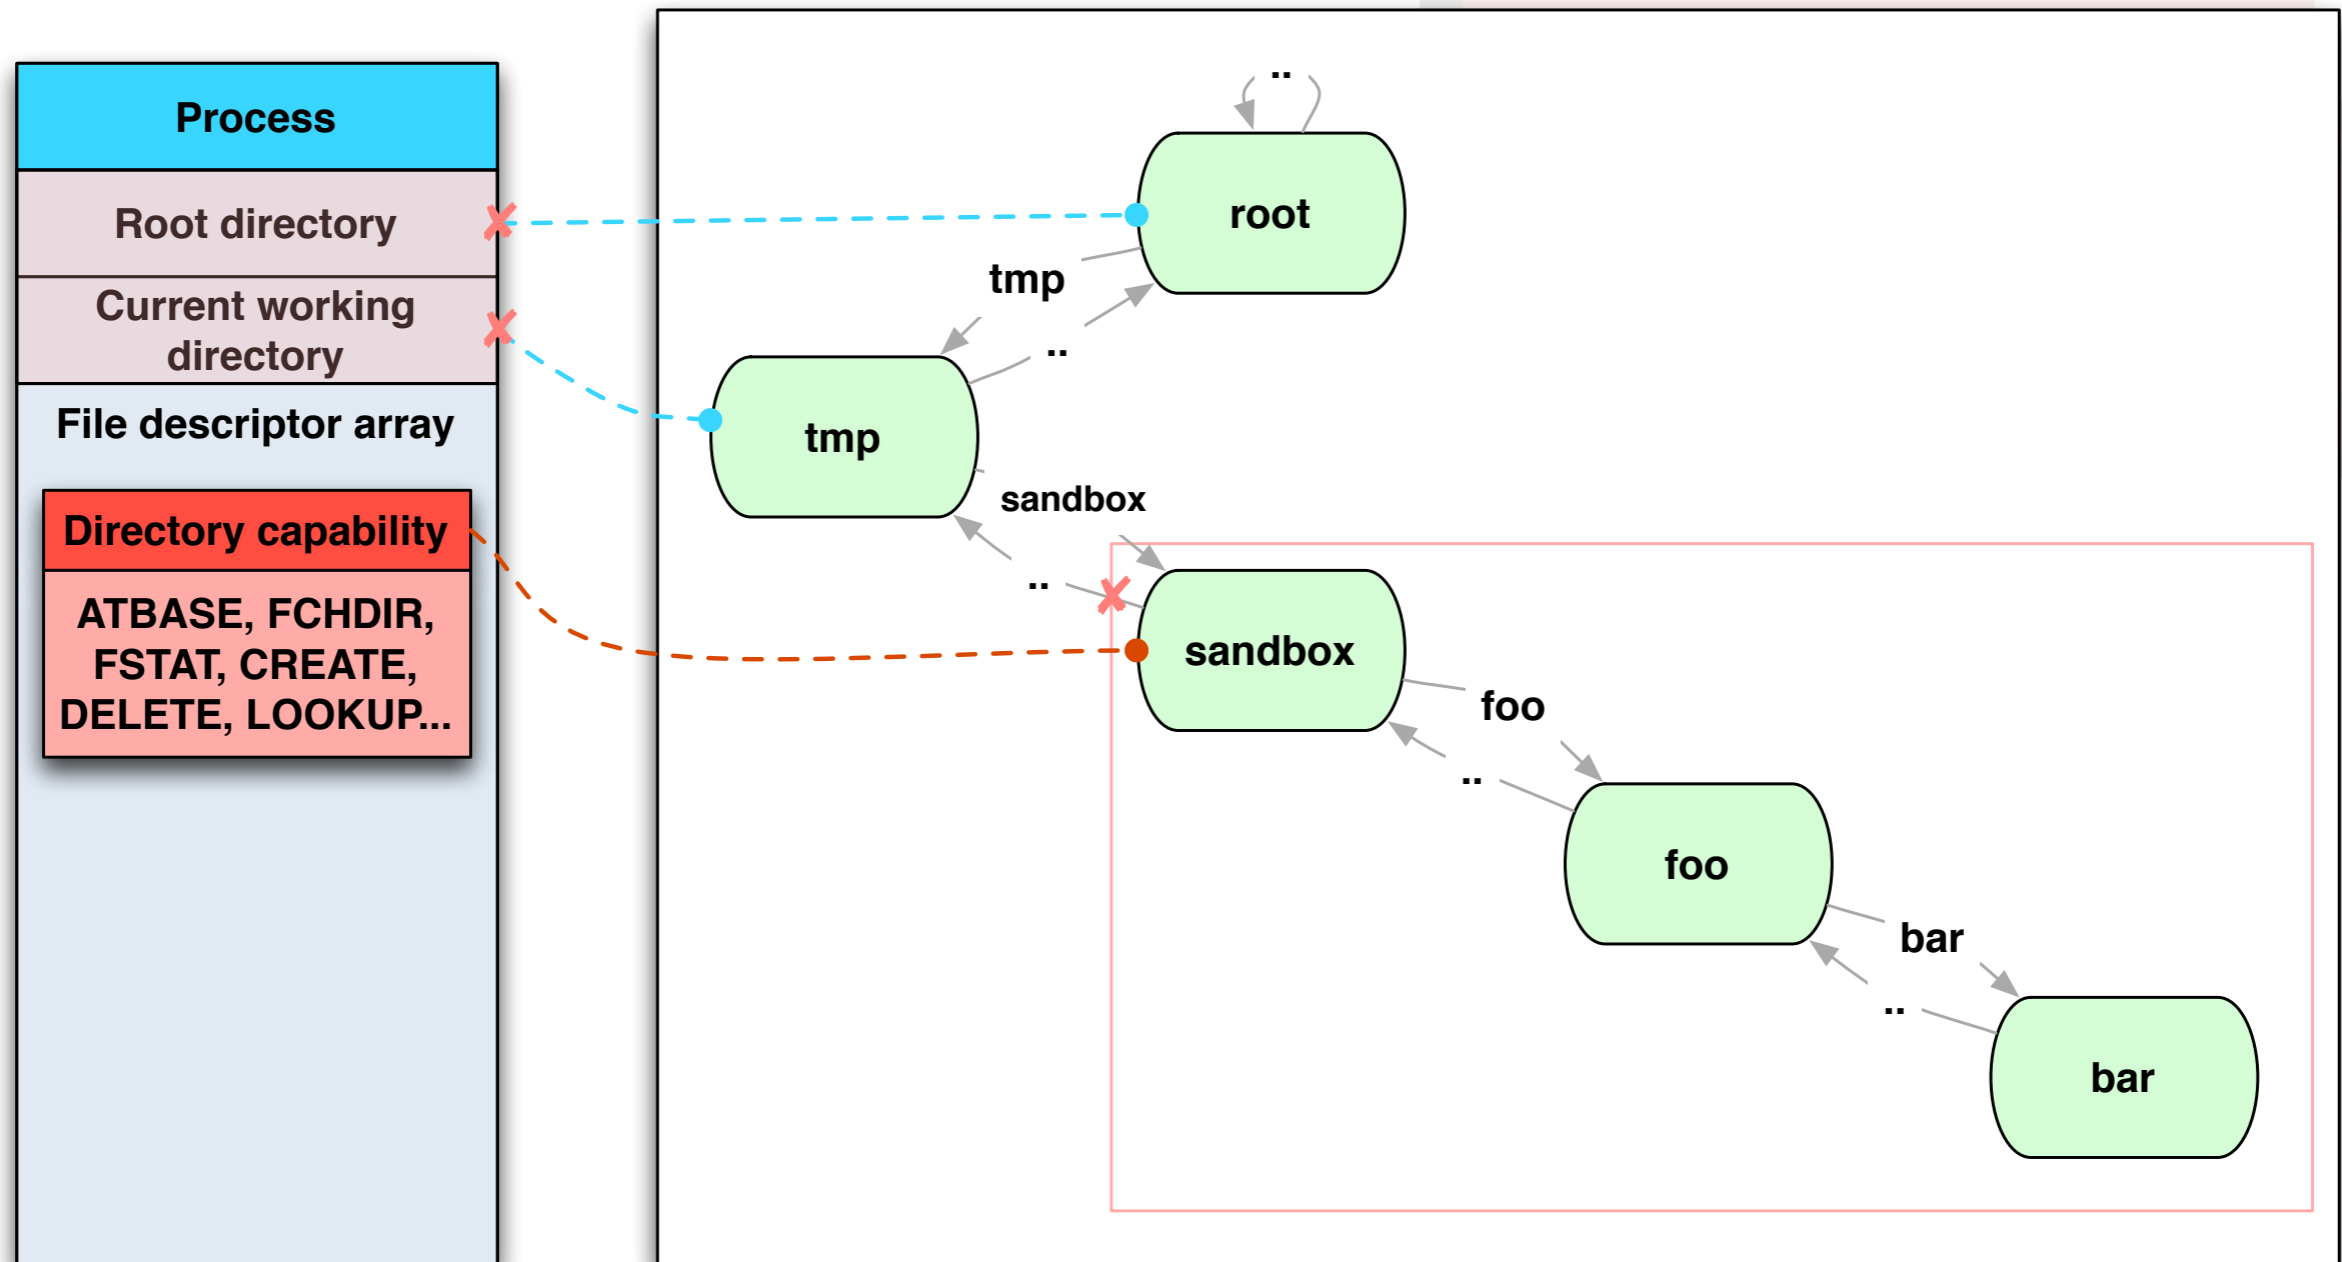 Process
Root directory
Current working
directory
File descriptor array
Directory capability
ATBASE, FCHDIR,
FSTAT, CREATE,
DELETE, LOOKUP...
..
root
tmp
..
tmp
sandbox
..
sandbox
foo
..
foo
bar
..
bar